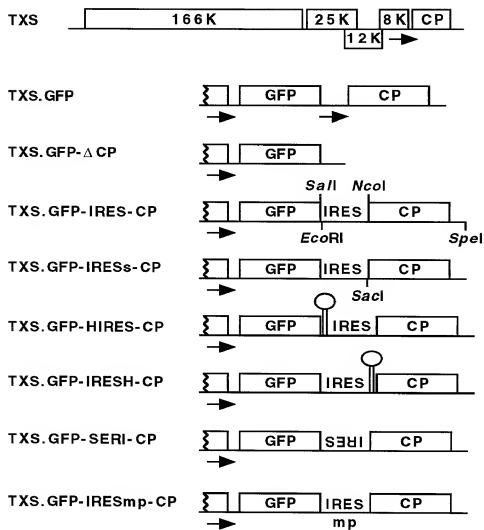 TXS 166K 25K 12K 8K CP
TXS.GFP GFP CP
TXS.GFP-ΔCP GFP
SalI NcoI
TXS.GFP-IRES-CP GFP IRES CP
EcoRI SpeI
TXS.GFP-IRESs-CP GFP IRES CP
SacI
TXS.GFP-HIRES-CP GFP IRES CP
TXS.GFP-IRESH-CP GFP IRES CP
TXS.GFP-SERI-CP GFP IRES CP
TXS.GFP-IRESmp-CP GFP IRES CP
mp